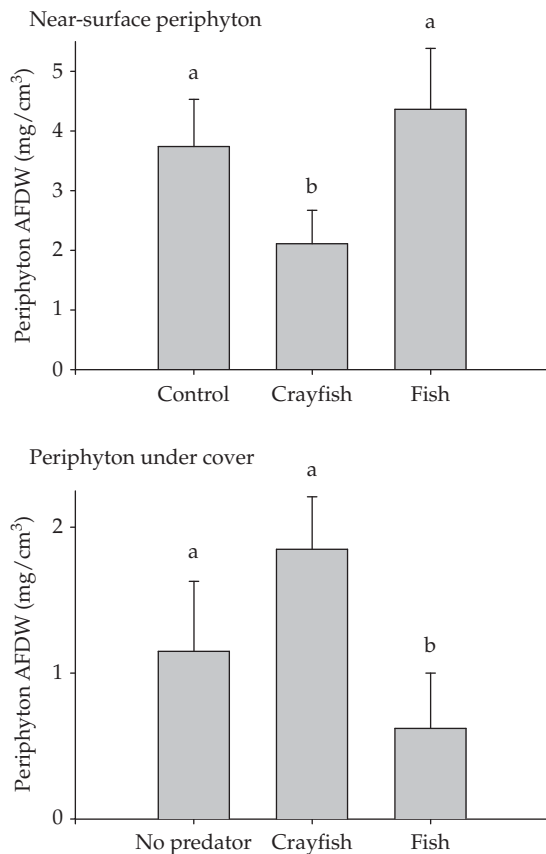 Near-surface periphyton
Periphyton AFDW (mg/cm³)
5
4
3
2
1
0
a
b
a
Control Crayfish Fish
Periphyton under cover
Periphyton AFDW (mg/cm³)
2
1
0
a
a
b
No predator Crayfish Fish